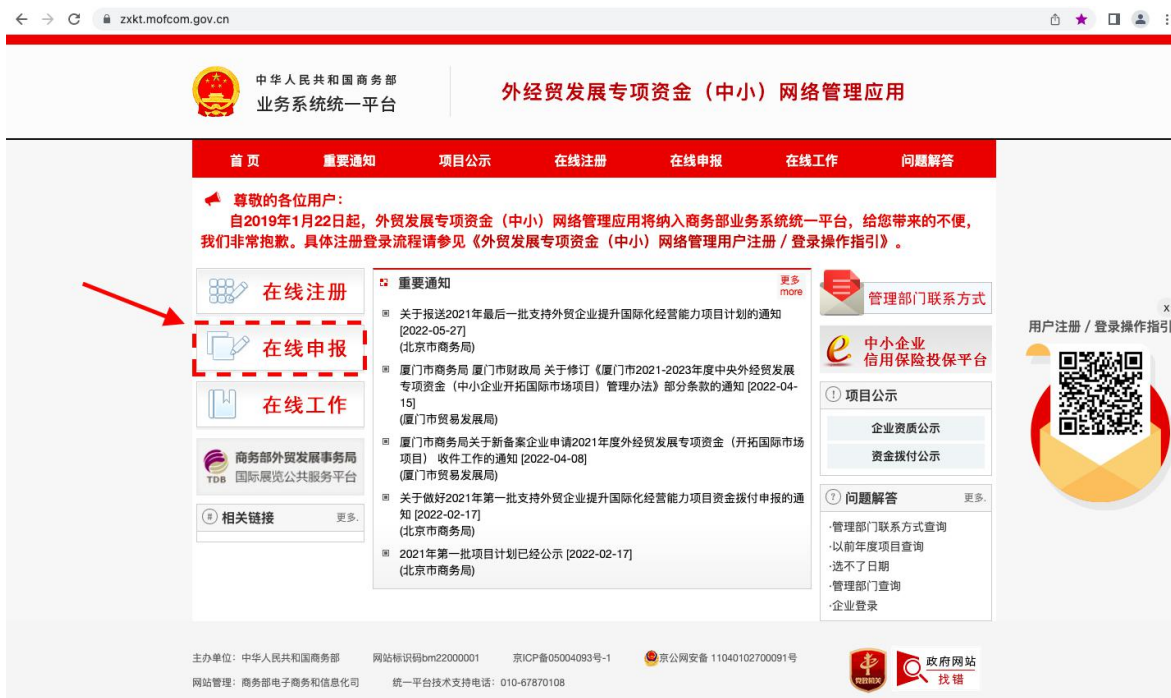 zxkt.mofcom.gov.cn
中华人民共和国商务部
业务系统统一平台
外经贸发展专项资金（中小）网络管理应用
首 页 重要通知 项目公示 在线注册 在线申报 在线工作 问题解答
尊敬的各位用户：
自2019年1月22日起，外贸发展专项资金（中小）网络管理应用将纳入商务部业务系统统一平台，给您带来的不便，
我们非常抱歉。具体注册登录流程请参见《外贸发展专项资金（中小）网络管理用户注册 / 登录操作指引》。
在线注册
在线申报
在线工作
商务部外贸发展事务局
TDB 国际展览公共服务平台
相关链接 更多.
重要通知
更多
more
关于报送2021年最后一批支持外贸企业提升国际化经营能力项目计划的通知
[2022-05-27]
(北京市商务局)
厦门市商务局 厦门市财政局 关于修订《厦门市2021-2023年度中央外经贸发展
专项资金（中小企业开拓国际市场项目）管理办法》部分条款的通知 [2022-04-
15]
(厦门市贸易发展局)
厦门市商务局关于新备案企业申请2021年度外经贸发展专项资金（开拓国际市场
项目） 收件工作的通知 [2022-04-08]
(厦门市贸易发展局)
关于做好2021年第一批支持外贸企业提升国际化经营能力项目资金拨付申报的通
知 [2022-02-17]
(北京市商务局)
2021年第一批项目计划已经公示 [2022-02-17]
(北京市商务局)
管理部门联系方式
中小企业
信用保险投保平台
项目公示
企业资质公示
资金拨付公示
问题解答 更多.
·管理部门联系方式查询
·以前年度项目查询
·选不了日期
·管理部门查询
·企业登录
x
用户注册 / 登录操作指引
主办单位：中华人民共和国商务部 网站标识码bm22000001 京ICP备05004093号-1 京公网安备 11040102700091号
网站管理：商务部电子商务和信息化司 统一平台技术支持电话：010-67870108
党政机关
政府网站
找错